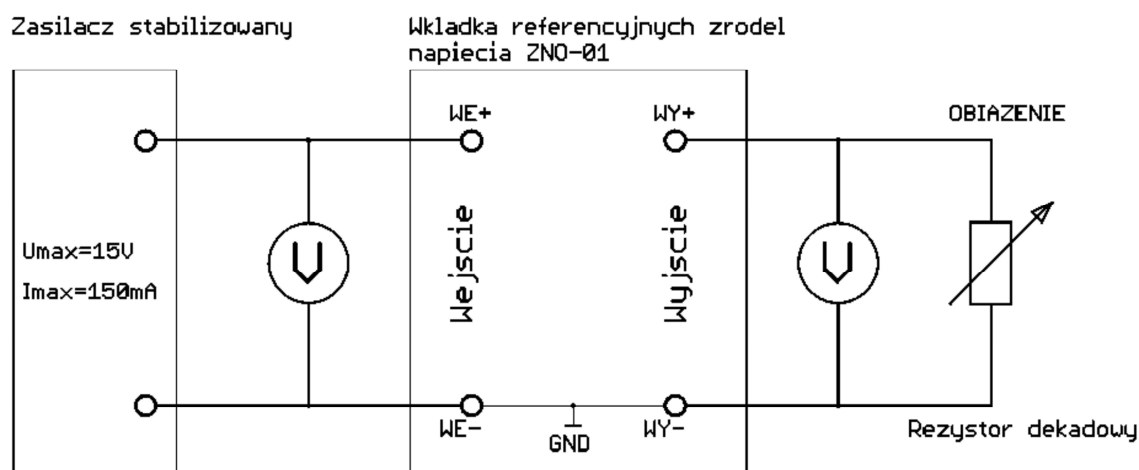 Zasilacz stabilizowany
Wkladka referencyjnych zrodel
napiecia ZNO-01
WE+
WY+
OBIAZENIE
Umax=15V
Imax=150mA
V
Wejscie
Wyjscie
V
WE-
GND
WY-
Rezystor dekadowy